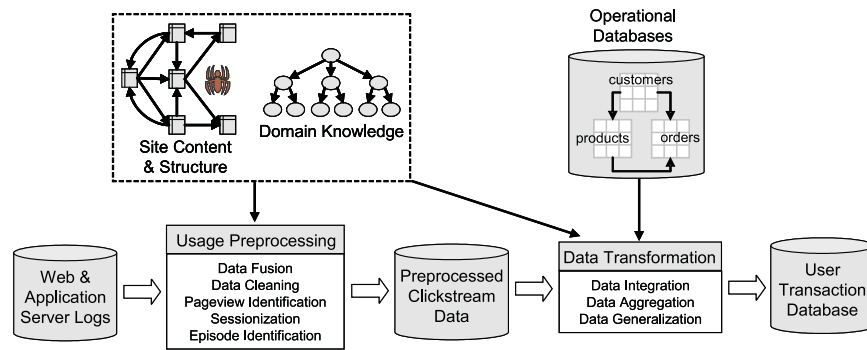 Operational
Databases
customers
products
orders
Site Content
& Structure
Domain Knowledge
Usage Preprocessing
Data Fusion
Data Cleaning
Pageview Identification
Sessionization
Episode Identification
Web &
Application
Server Logs
Preprocessed
Clickstream
Data
Data Transformation
Data Integration
Data Aggregation
Data Generalization
User
Transaction
Database